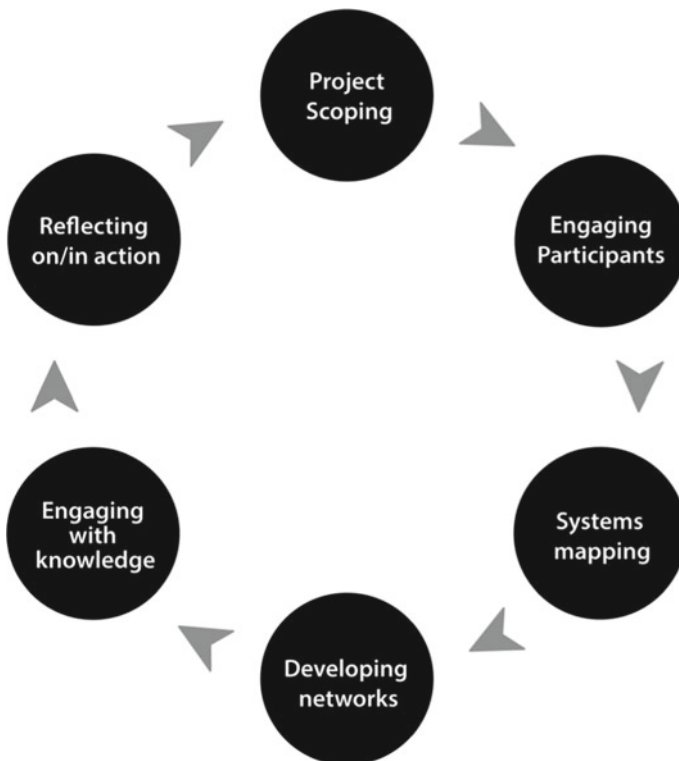 Project
Scoping
Engaging
Participants
Systems
mapping
Developing
networks
Engaging
with
knowledge
Reflecting
on/in action